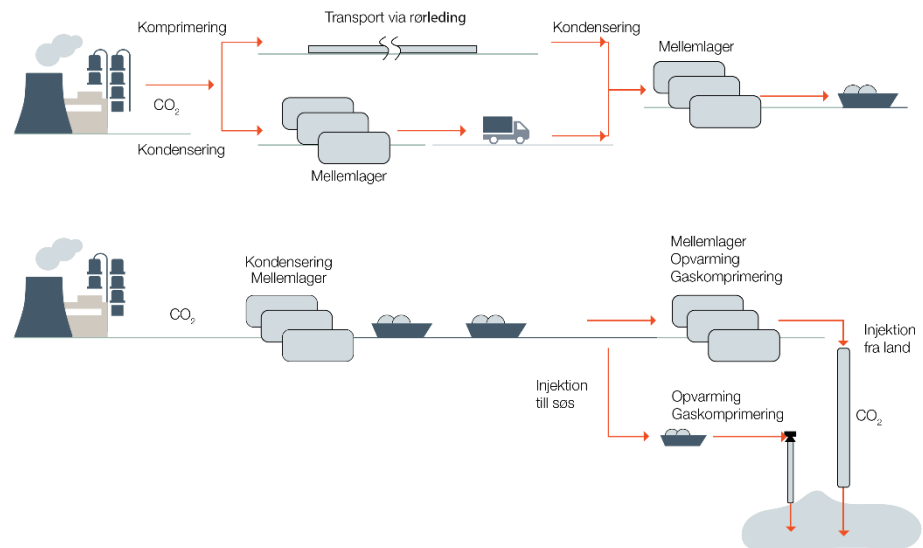 Komprimering
Transport via rørleding
Kondensering
Mellemlager
CO₂
Kondensering
Mellemlager
Kondensering
Mellemlager
CO₂
Mellemlager
Opvarming
Gaskomprimering
Injektion
fra land
Injektion
till søs
Opvarming
Gaskomprimering
CO₂